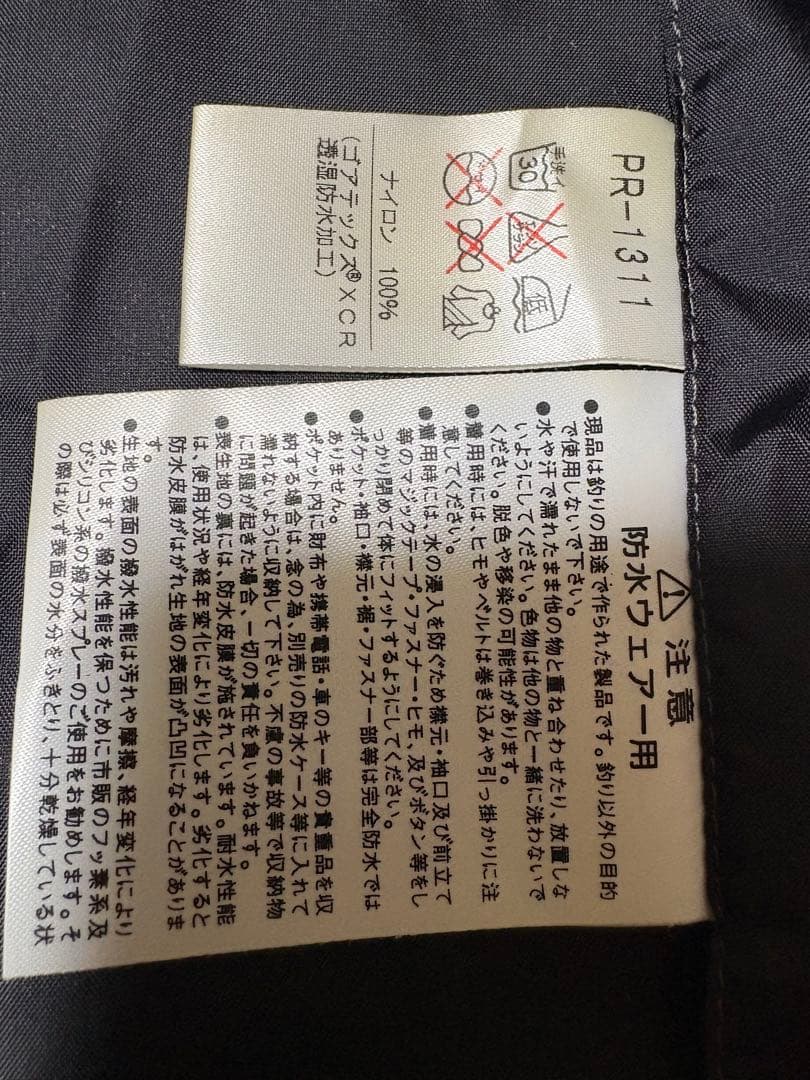 PR-1311
手洗イ
30
エンソ
サラシ
低
ドライ
ナイロン 100%
(ゴアテックス®XCR
透湿防水加工)
注意
防水ウェアー用
●現品は釣りの用途で作られた製品です。釣り以外の目的
で使用しないで下さい。
●水や汗で濡れたまま他の物と重ね合わせたり、放置しな
いようにしてください。色物は他の物と一緒に洗わないで
ください。脱色や移染の可能性があります。
●着用時には、ヒモやベルトは巻き込みや引っ掛かりに注
意してください。
●着用時には、水の浸入を防ぐため襟元・袖口及び前立て
等のマジックテープ・ファスナー・ヒモ、及びボタン等をし
っかり閉めて体にフィットするようにしてください。
●ポケット・袖口・襟元・裾・ファスナー部等は完全防水では
ありません。
●ポケット内に財布や携帯電話・車のキー等の貴重品を収
納する場合は、念の為、別売りの防水ケース等に入れて
濡れないように収納して下さい。不慮の事故等で収納物
に問題が起きた場合、一切の責任を負いかねます。
●表生地の裏には、防水皮膜が施されています。耐水性能
は、使用状況や経年変化により劣化します。劣化すると
防水皮膜がはがれ生地の表面が凸凹になることがありま
す。
●生地の表面の撥水性能は汚れや摩擦、経年変化により
劣化します。撥水性能を保つために市販のフッ素系及
びシリコン系の撥水スプレーのご使用をお勧めします。そ
の際は必ず表面の水分をふきとり、十分乾燥している状